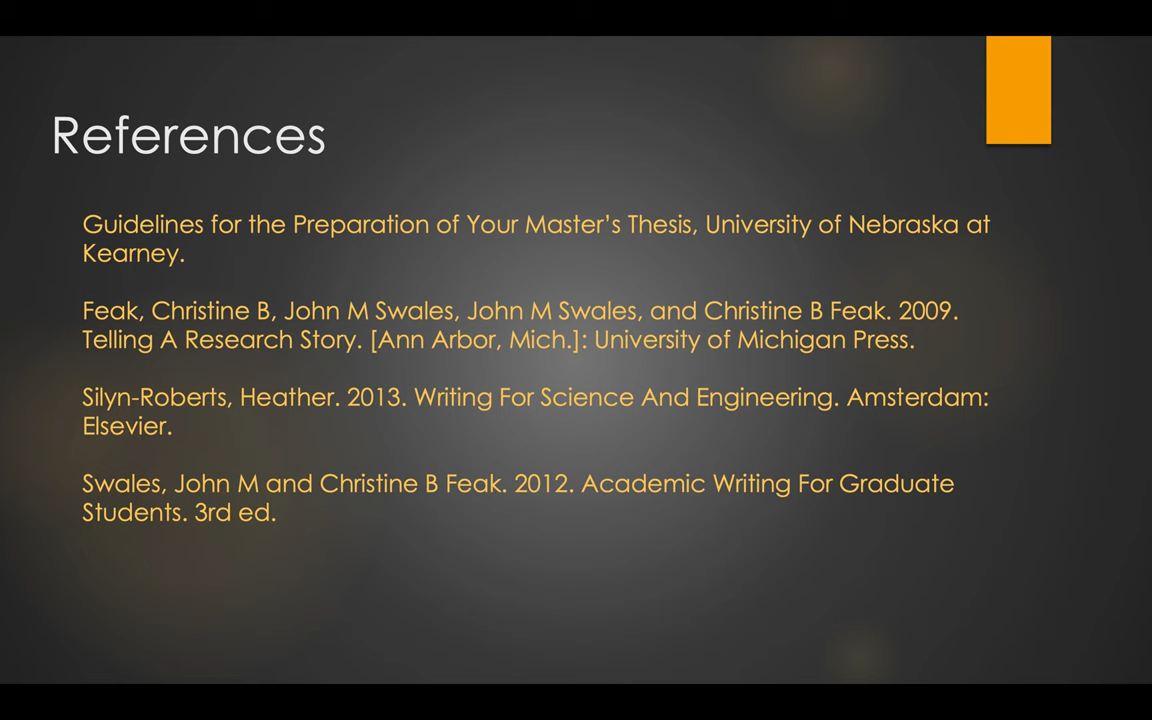 References
Guidelines for the Preparation of Your Master’s Thesis, University of Nebraska at
Kearney.
Feak, Christine B, John M Swales, John M Swales, and Christine B Feak. 2009.
Telling A Research Story. [Ann Arbor, Mich.]: University of Michigan Press.
Silyn-Roberts, Heather. 2013. Writing For Science And Engineering. Amsterdam:
Elsevier.
Swales, John M and Christine B Feak. 2012. Academic Writing For Graduate
Students. 3rd ed.